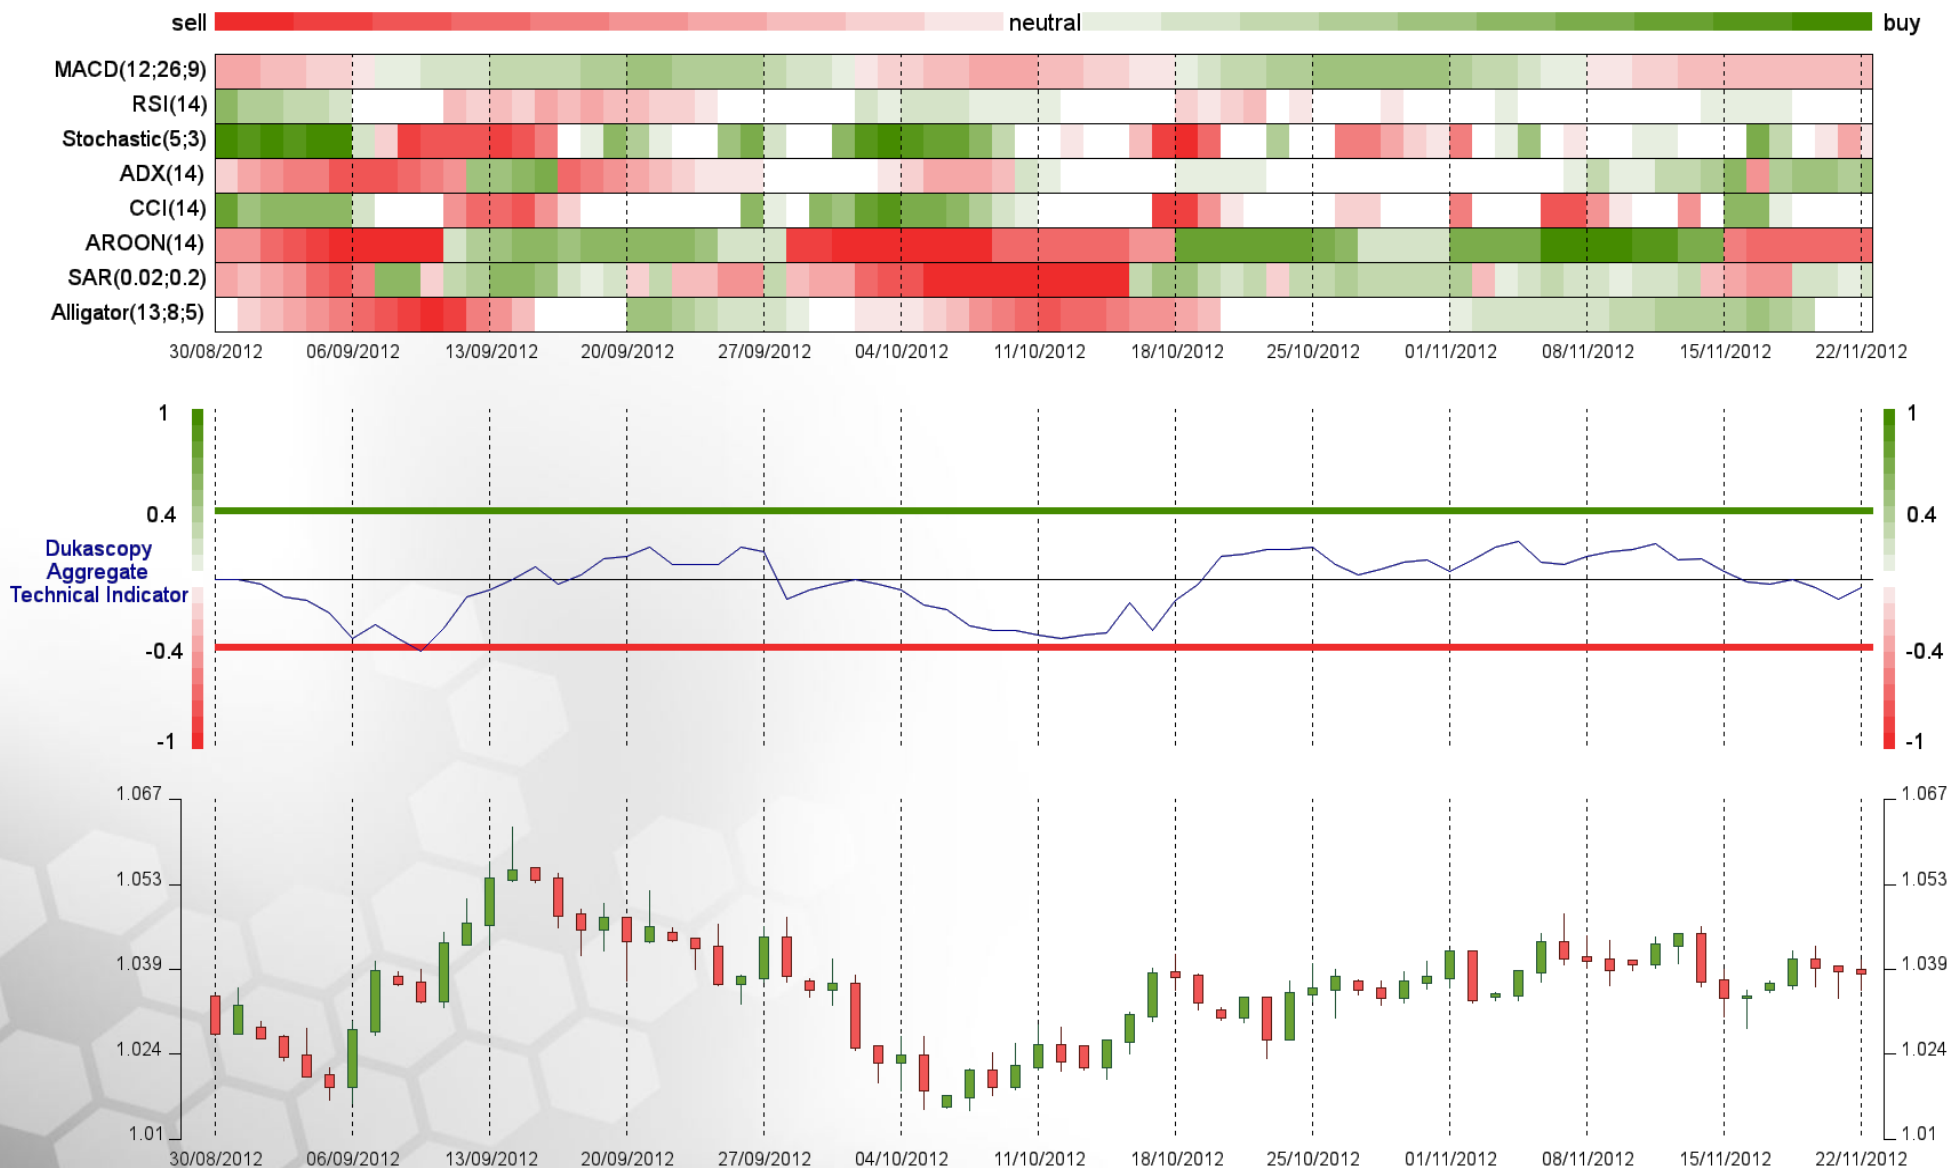 sell neutral buy
MACD(12;26;9)
RSI(14)
Stochastic(5;3)
ADX(14)
CCI(14)
AROON(14)
SAR(0.02;0.2)
Alligator(13;8;5)
30/08/2012 06/09/2012 13/09/2012 20/09/2012 27/09/2012 04/10/2012 11/10/2012 18/10/2012 25/10/2012 01/11/2012 08/11/2012 15/11/2012 22/11/2012
1 1
0.4 0.4
Dukascopy
Aggregate
Technical Indicator
-0.4 -0.4
-1 -1
1.067 1.067
1.053 1.053
1.039 1.039
1.024 1.024
1.01 1.01
30/08/2012 06/09/2012 13/09/2012 20/09/2012 27/09/2012 04/10/2012 11/10/2012 18/10/2012 25/10/2012 01/11/2012 08/11/2012 15/11/2012 22/11/2012